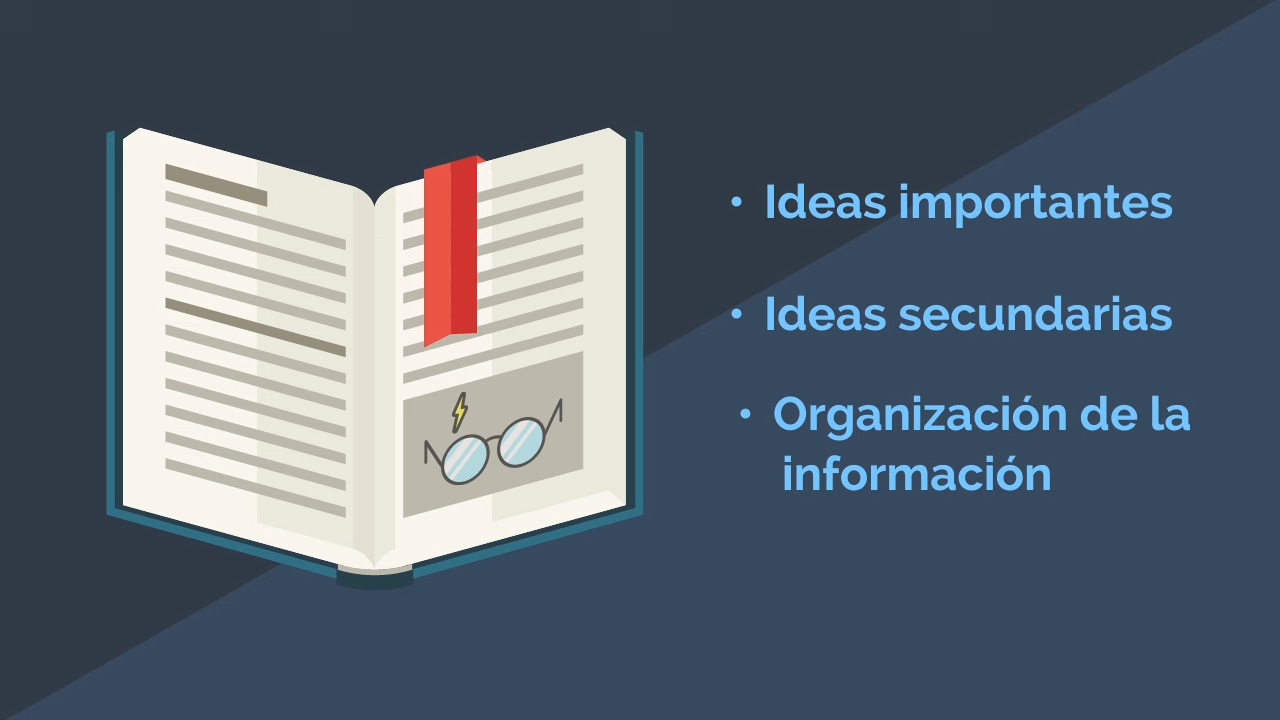 • Ideas importantes
• Ideas secundarias
• Organización de la
información